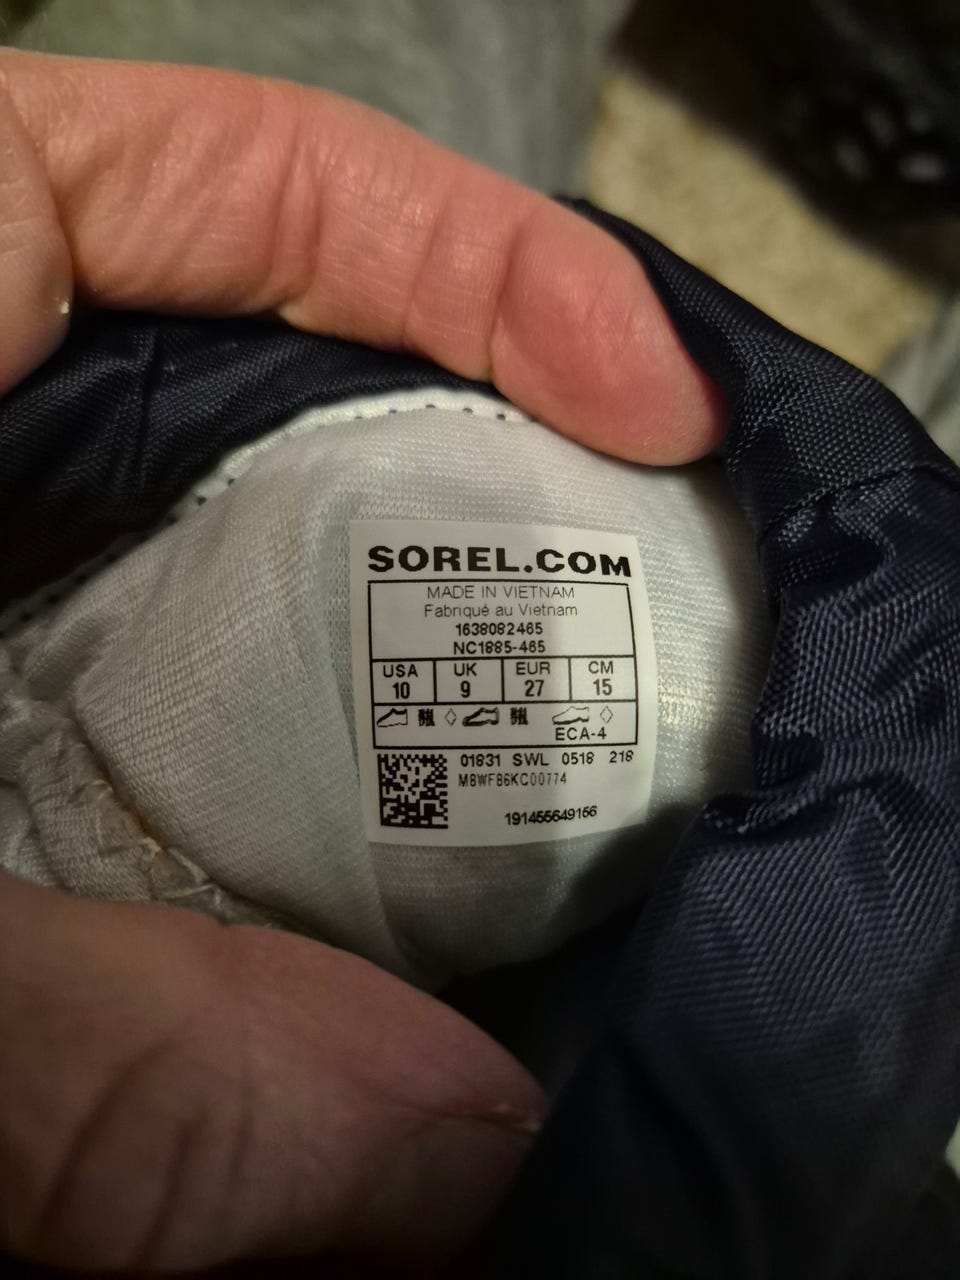 SOREL.COM
MADE IN VIETNAM
Fabriqué au Vietnam
1638082465
NC1885-465
USA UK EUR CM
10 9 27 15
ECA-4
01831 SWL 0518 218
M8WF86KC00774
191455649156